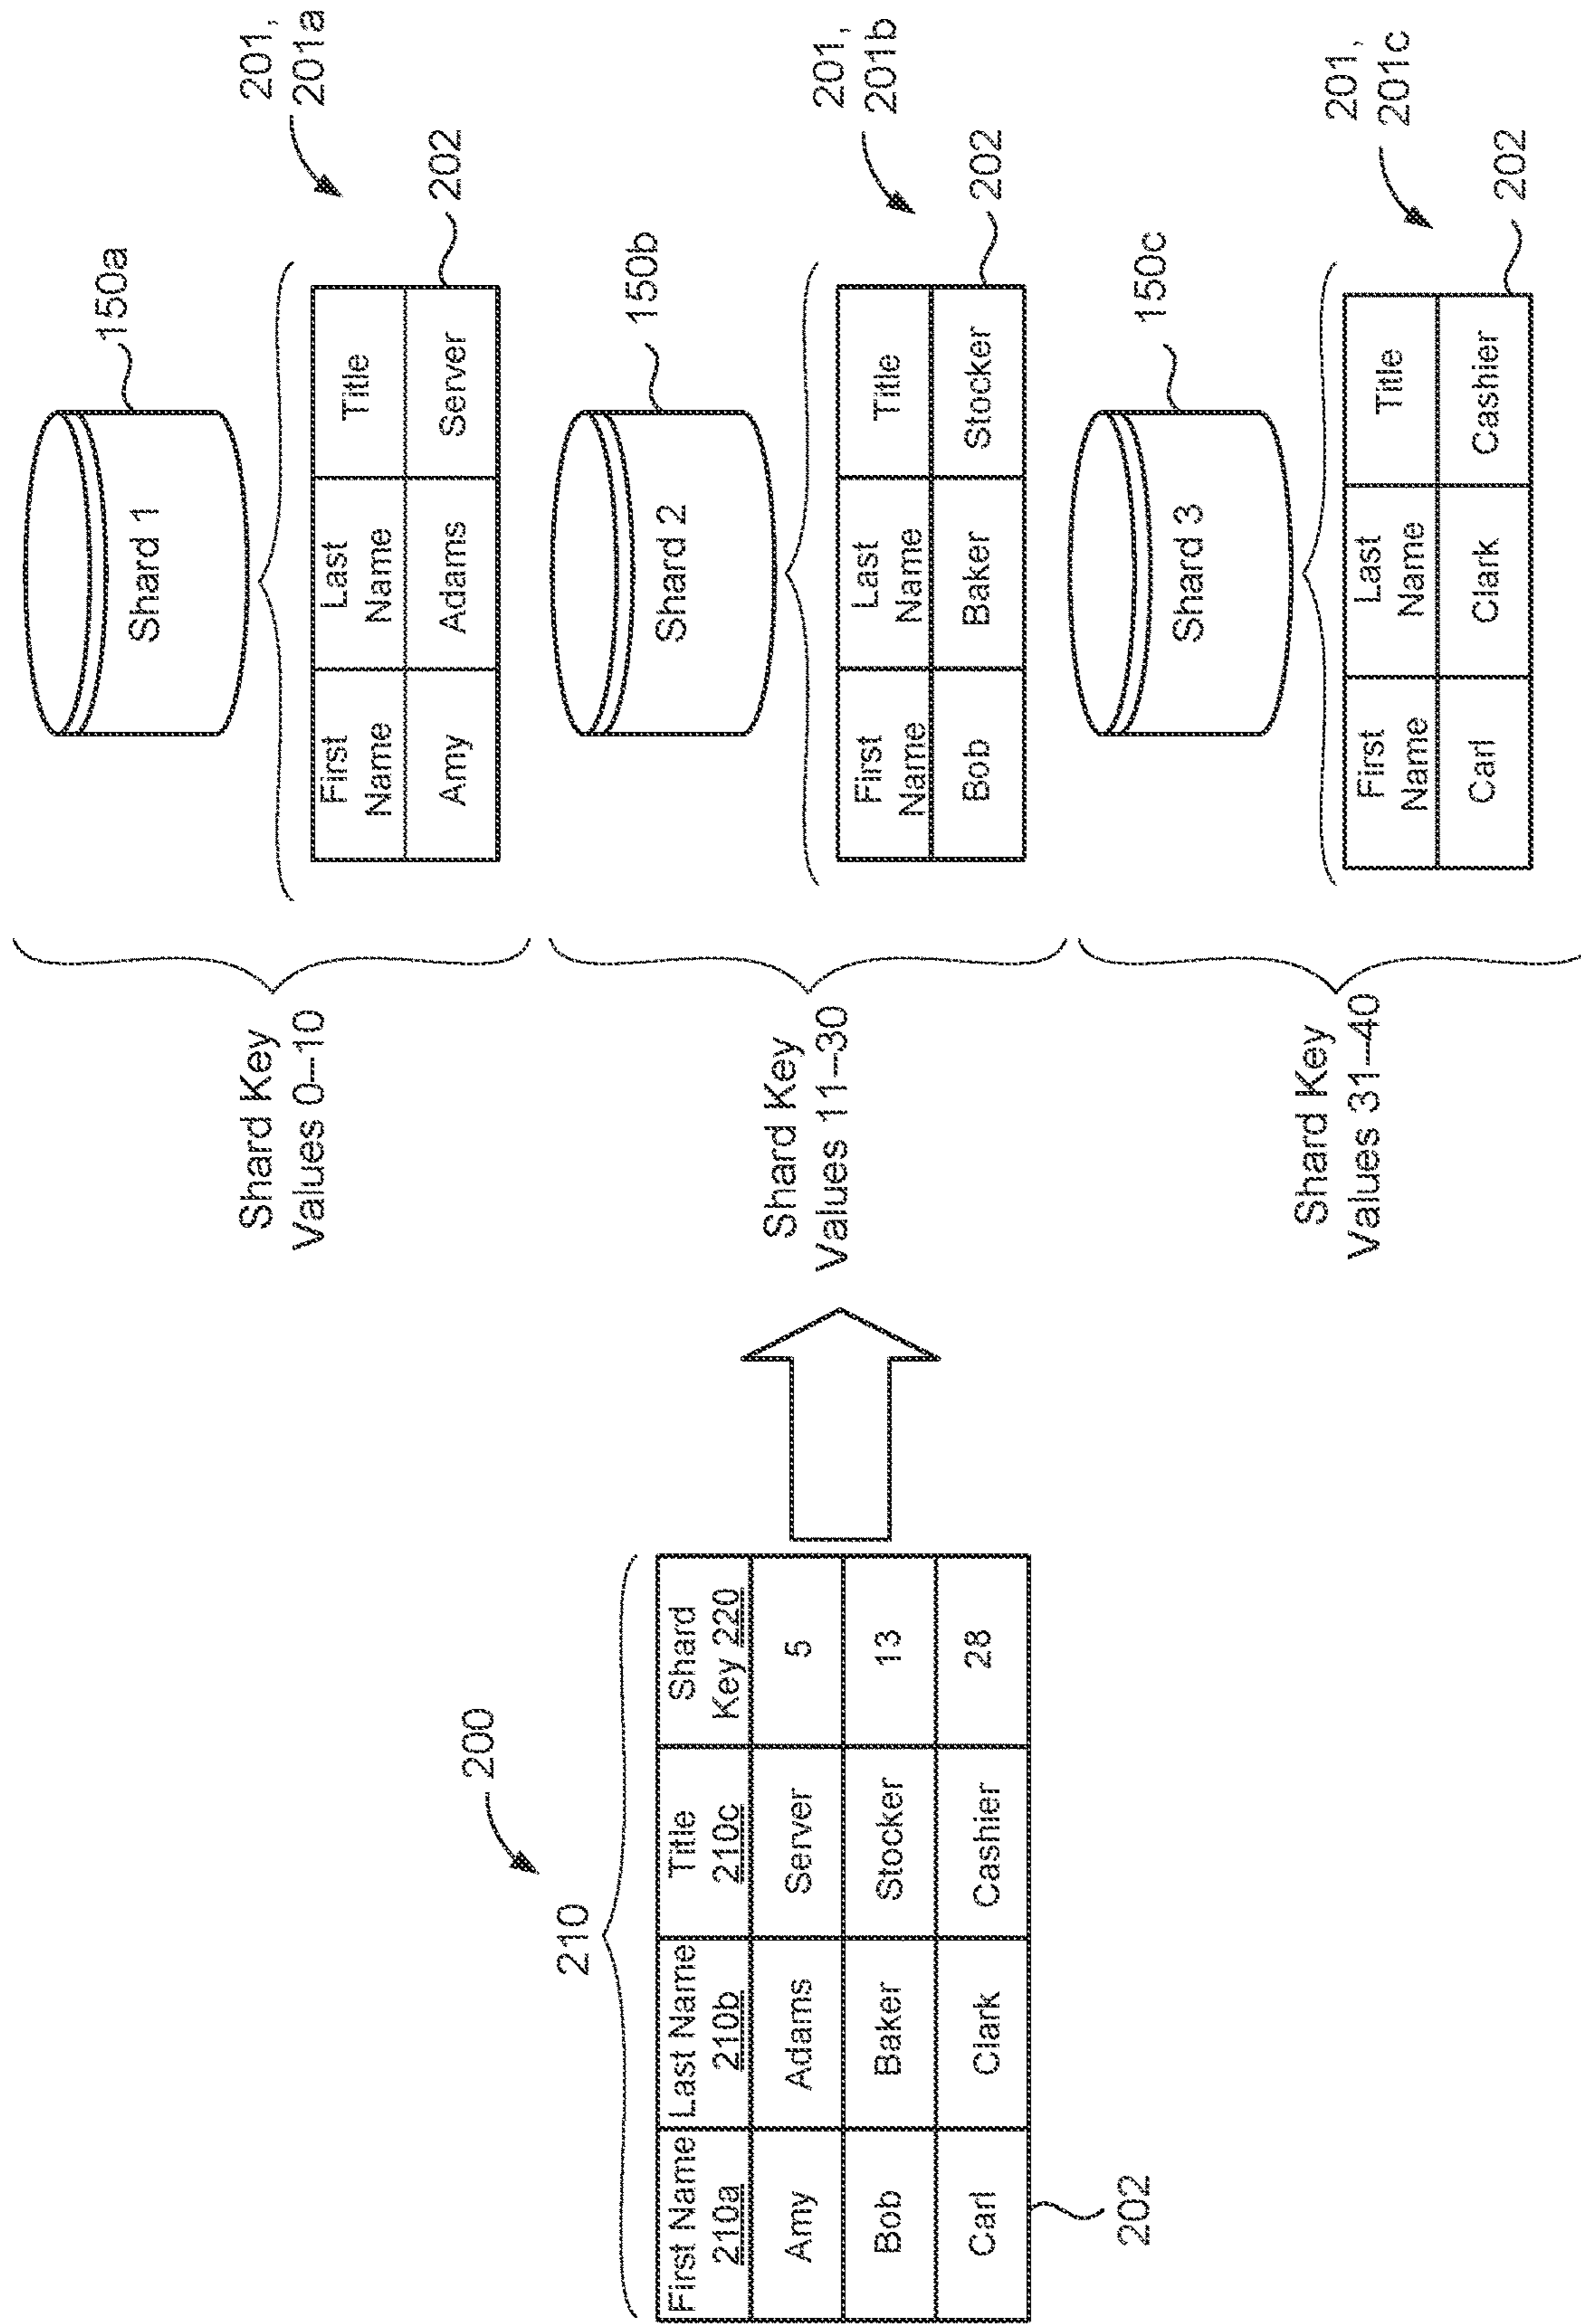 200
210
First Name Last Name Title Shard
210a 210b 210c Key 220
Amy Adams Server 5
Bob Baker Stocker 13
Carl Clark Cashier 28
202
Shard Key
Values 0–10
Shard 1
150a
201,
201a
First Last Title
Name Name
Amy Adams Server
202
Shard Key
Values 11–30
Shard 2
150b
201,
201b
First Last Title
Name Name
Bob Baker Stocker
202
Shard Key
Values 31–40
Shard 3
150c
201,
201c
First Last Title
Name Name
Carl Clark Cashier
202